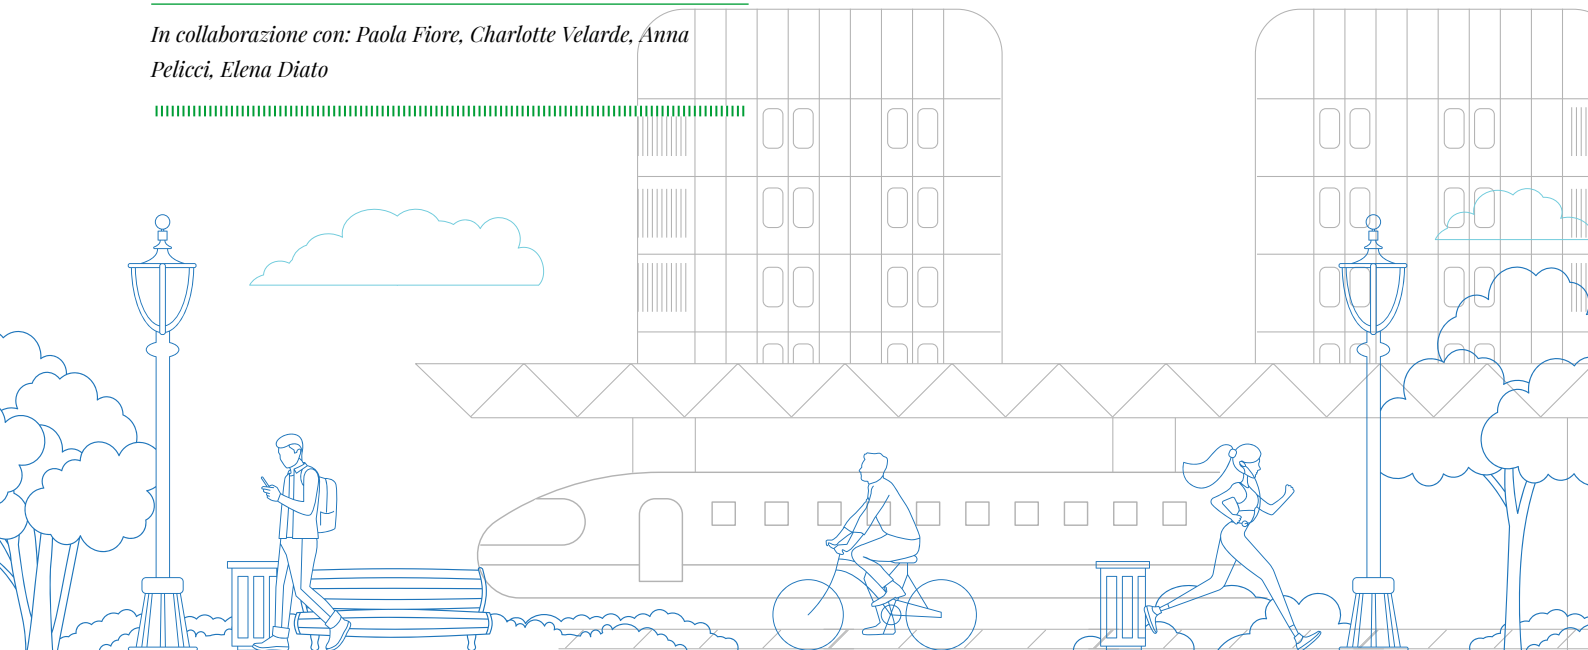 In collaborazione con: Paola Fiore, Charlotte Velarde, Anna
Pelicci, Elena Diato